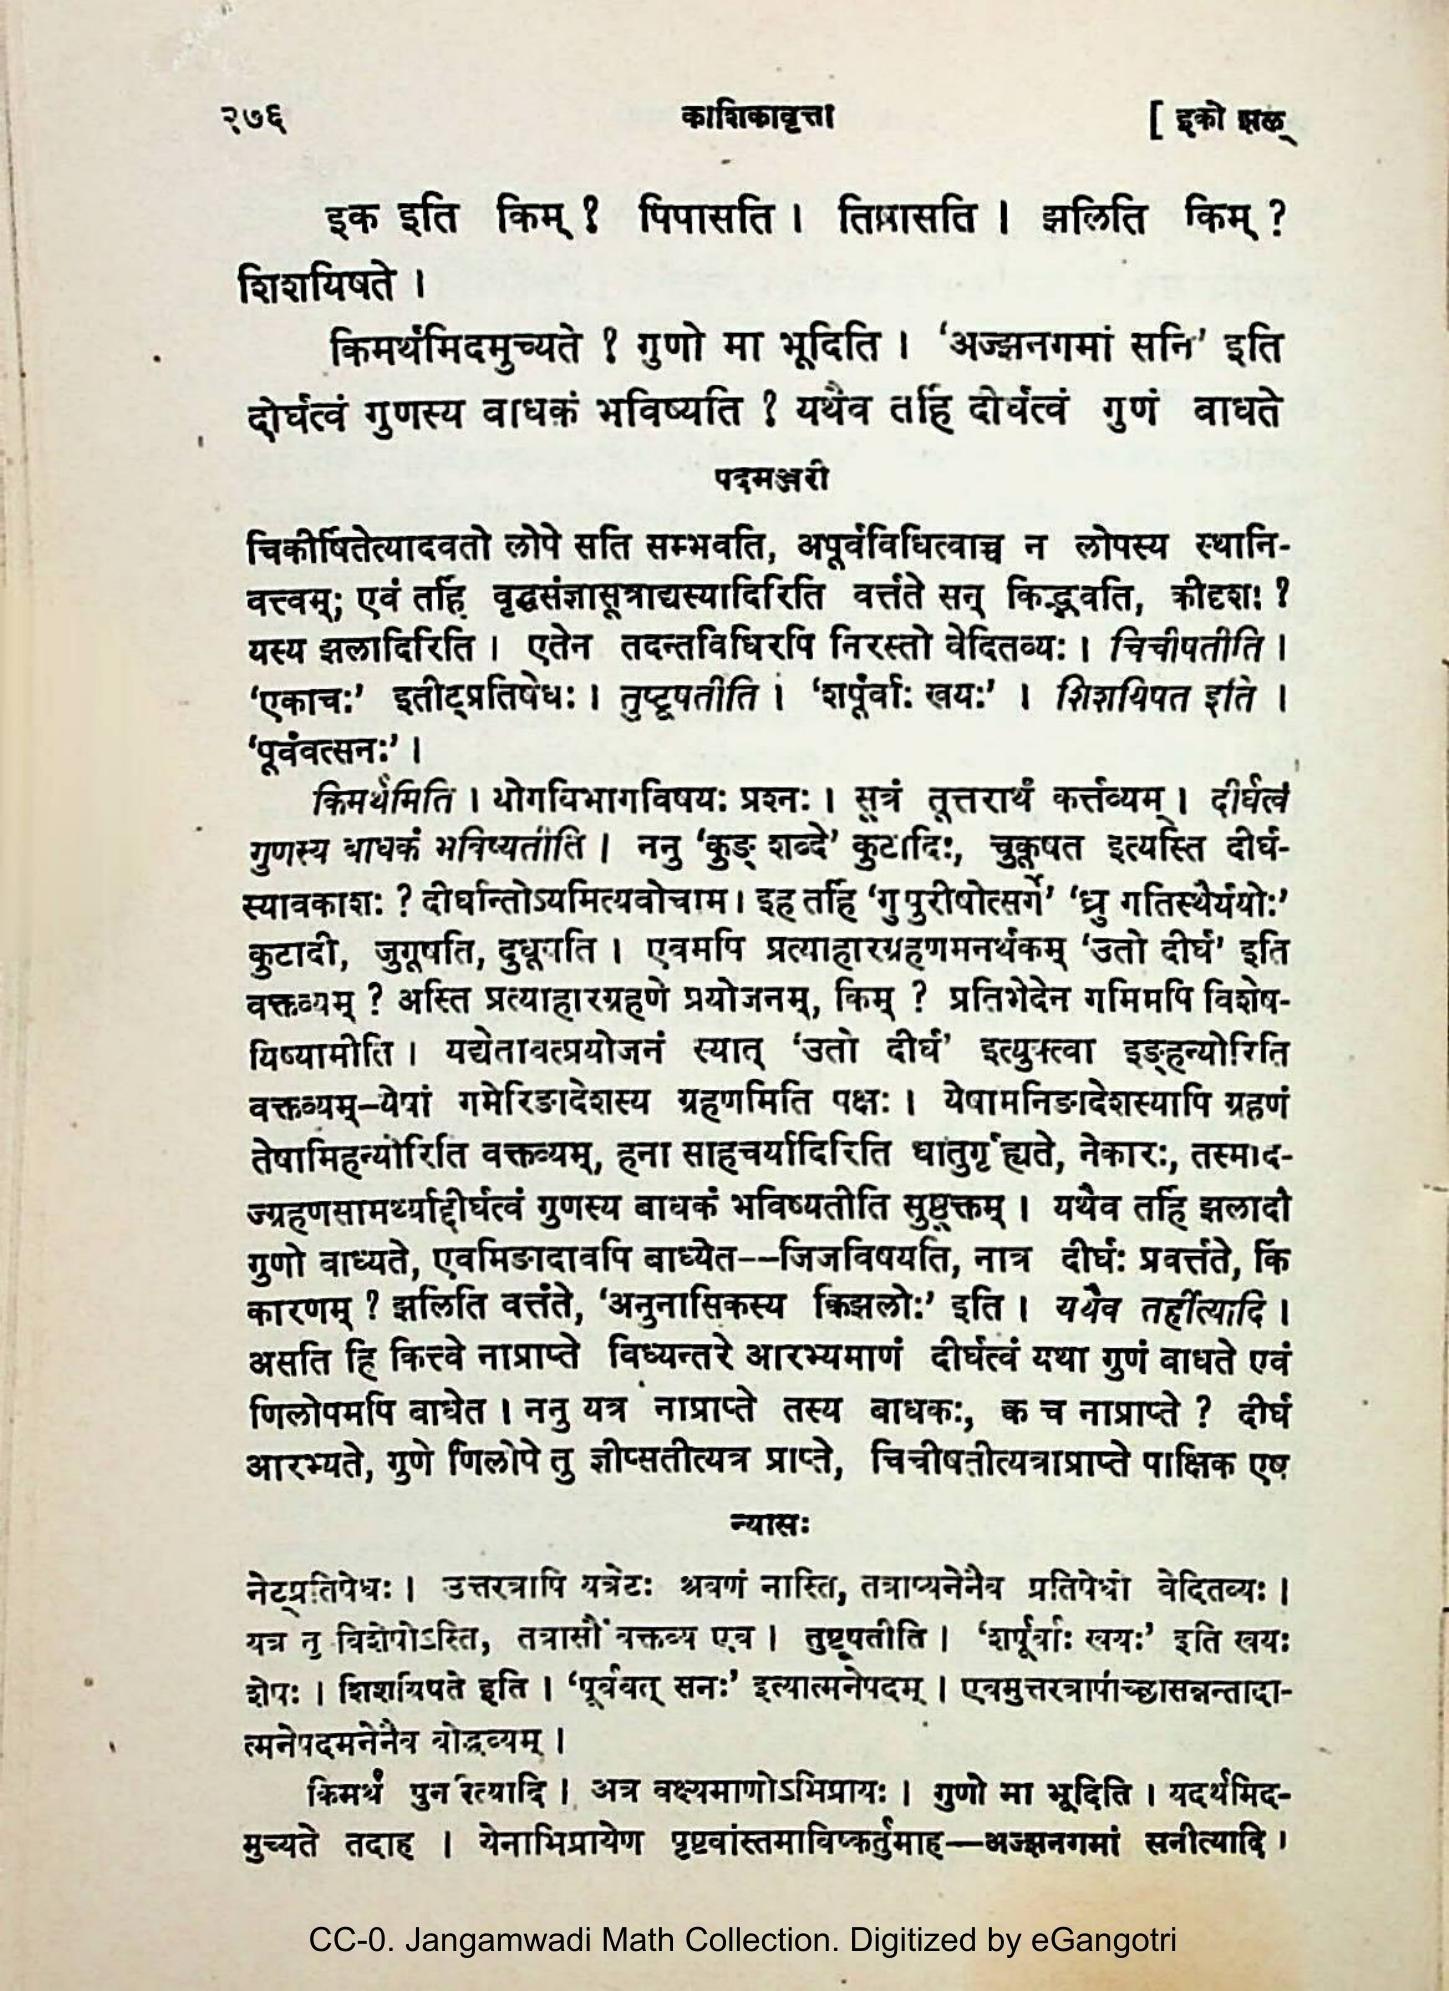 २७६ काशिकावृत्तौ [ इको झल्
इक इति किम् ? पिपासति । तिष्ठासति । झलिति किम् ?
शिशयिषते ।
किमर्थमिदमुच्यते ? गुणो मा भूदिति । ‘अज्झनगमां सनि’ इति
दीर्घत्वं गुणस्य बाधकं भविष्यति ? यथैव तर्हि दीर्घत्वं गुणं बाधते
पदमञ्जरी
चिकीर्षितेत्यादवतो लोपे सति सम्भवति, अपूर्वविधित्वाच्च न लोपस्य स्थानि-
वत्त्वम्; एवं तर्हि वृद्धसंज्ञासूत्राद्यस्यादिरिति वर्त्तते सन् किद्भवति, कीदृशः ?
यस्य झलादिरिति । एतेन तदन्तविधिरपि निरस्तो वेदितव्यः । चिचीषतीति ।
‘एकाचः’ इतीट्प्रतिषेधः । तुष्टूषतीति । ‘शर्पूर्वाः खयः’ । शिशयिषत इति ।
‘पूर्ववत्सनः’ ।
किमर्थमिति । योगविभागविषयः प्रश्नः । सूत्रं तूत्तरार्थं कर्त्तव्यम् । दीर्घत्वं
गुणस्य बाधकं भविष्यतीति । ननु ‘कुङ् शब्दे’ कुटादिः, चुकूषत इत्यस्ति दीर्घ-
स्यावकाशः ? दीर्घान्तोऽयमित्यवोचाम । इह तर्हि ‘गु पुरीषोत्सर्गे’ ‘ध्रु गतिस्थैर्ययोः’
कुटादी, जुगूषति, दुध्रूषति । एवमपि प्रत्याहारग्रहणमनर्थकम् ‘उतो दीर्घ’ इति
वक्तव्यम् ? अस्ति प्रत्याहारग्रहणे प्रयोजनम्, किम् ? प्रतिभेदेन गमिमपि विशेष-
यिष्यामीति । यद्येतावत्प्रयोजनं स्यात् ‘उतो दीर्घ’ इत्युक्त्वा इङ्हन्योरिति
वक्तव्यम्–येषां गमेरिङादेशस्य ग्रहणमिति पक्षः । येषामनिङादेशस्यापि ग्रहणं
तेषामिहन्योरिति वक्तव्यम्, हना साहचर्यादिरिति धातुर्गृह्यते, नेकारः, तस्माद-
ज्ग्रहणसामर्थ्याद्दीर्घत्वं गुणस्य बाधकं भविष्यतीति सुष्ठूक्तम् । यथैव तर्हि झलादौ
गुणो बाध्यते, एवमिडादावपि बाध्येत––जिजविषयति, नात्र दीर्घः प्रवर्त्तते, किं
कारणम् ? झलिति वर्त्तते, ‘अनुनासिकस्य क्विझलोः’ इति । यथैव तर्हीत्यादि ।
असति हि कित्त्वे नाप्राप्ते विध्यन्तरे आरभ्यमाणं दीर्घत्वं यथा गुणं बाधते एवं
णिलोपमपि बाधेत । ननु यत्र नाप्राप्ते तस्य बाधकः, क्व च नाप्राप्ते ? दीर्घ
आरभ्यते, गुणे णिलोपे तु ज्ञीप्सतीत्यत्र प्राप्ते, चिचीषतीत्यत्राप्राप्ते पाक्षिक एष
न्यासः
नेट्प्रतिषेधः । उत्तरत्रापि यत्रेटः श्रवणं नास्ति, तत्राप्यनेनैव प्रतिषेधो वेदितव्यः ।
यत्र तु विशेषोऽस्ति, तत्रासौ वक्तव्य एव । तुष्टूषतीति । ‘शर्पूर्वाः खयः’ इति खयः
शेषः । शिशयिषते इति । ‘पूर्ववत् सनः’ इत्यात्मनेपदम् । एवमुत्तरत्रापीच्छासन्नन्तादा-
त्मनेपदमनेनैव बोद्धव्यम् ।
किमर्थं पुनरित्यादि । अत्र वक्ष्यमाणोऽभिप्रायः । गुणो मा भूदिति । यदर्थमिद-
मुच्यते तदाह । येनाभिप्रायेण पृष्टवांस्तमाविष्कर्तुमाह—अज्झनगमां सनीत्यादि ।
CC-0. Jangamwadi Math Collection. Digitized by eGangotri